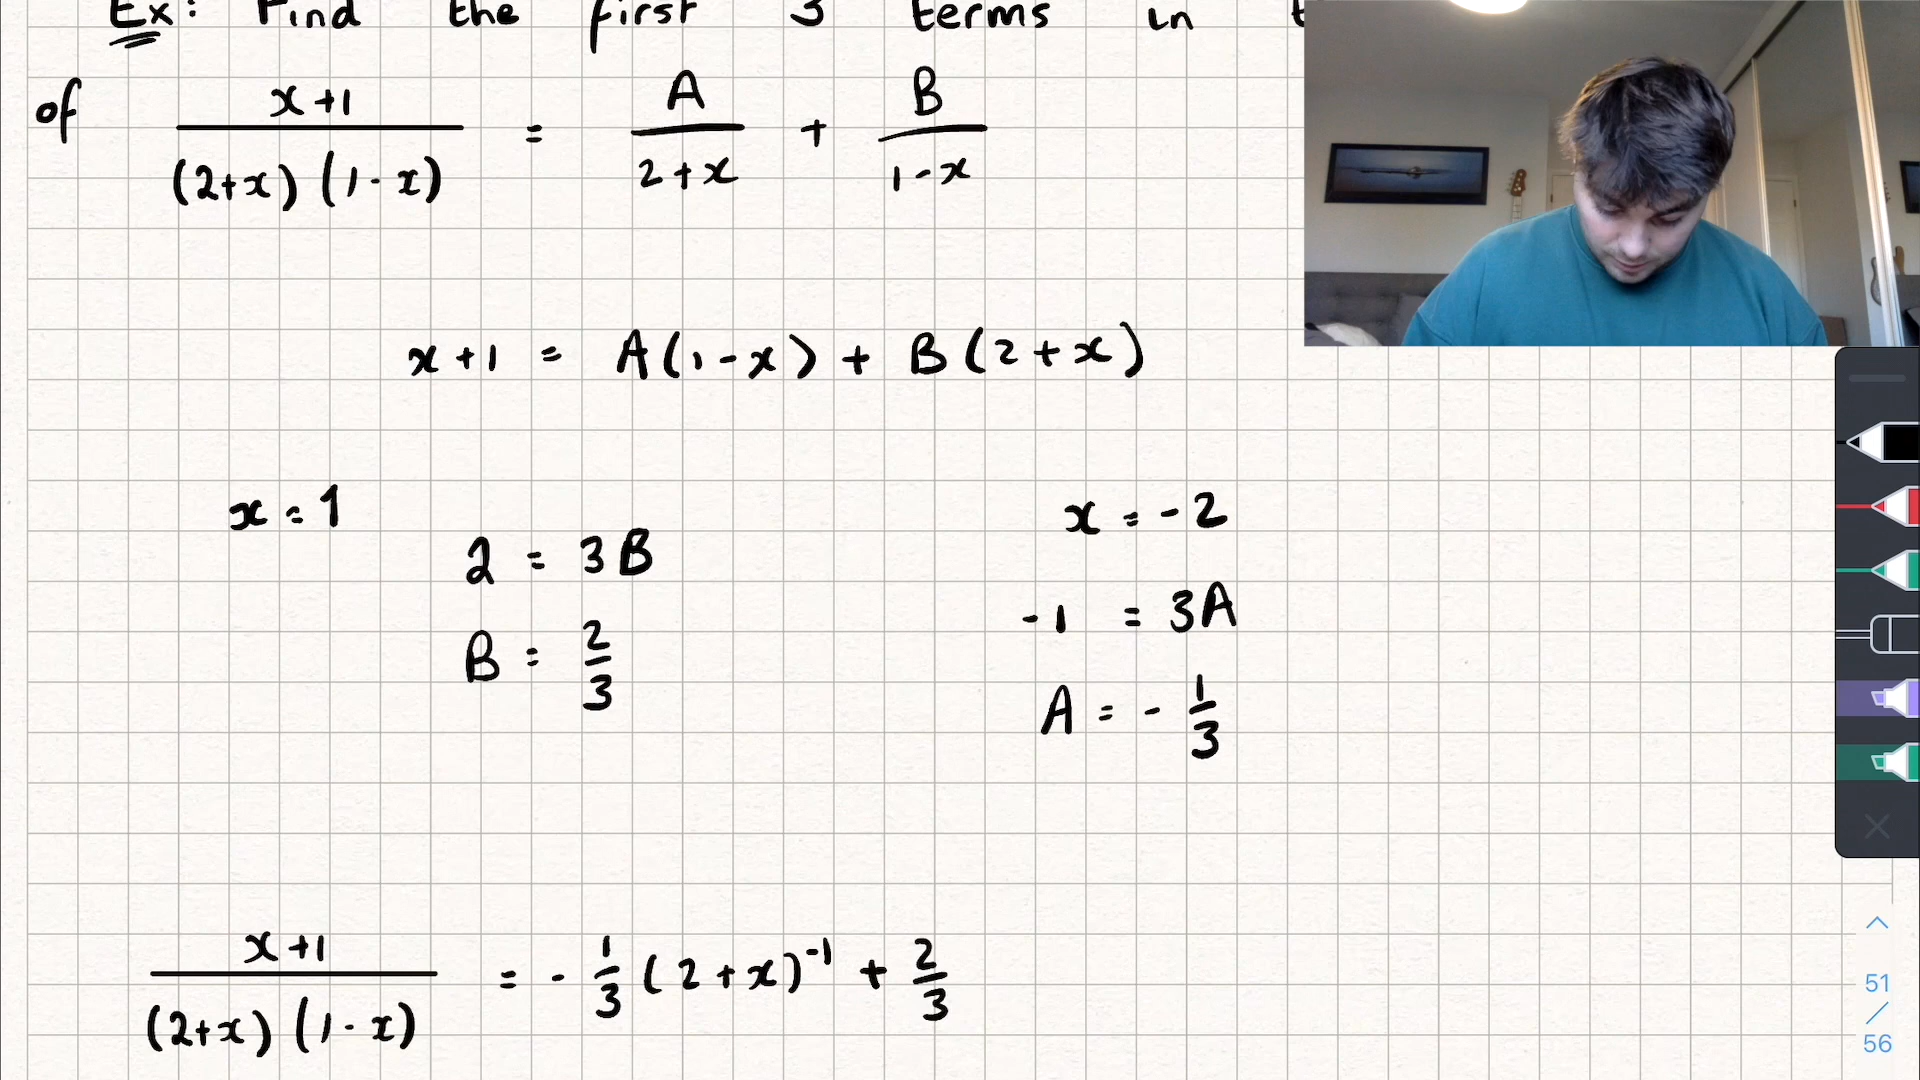 Ex: Find the first 3 terms in
of (x+1)/((2+x)(1-x)) = A/(2+x) + B/(1-x)
x+1 = A(1-x) + B(2+x)
x=1
2 = 3B
B = 2/3
x = -2
-1 = 3A
A = - 1/3
(x+1)/((2+x)(1-x)) = - 1/3 (2+x)⁻¹ + 2/3
51
/
56